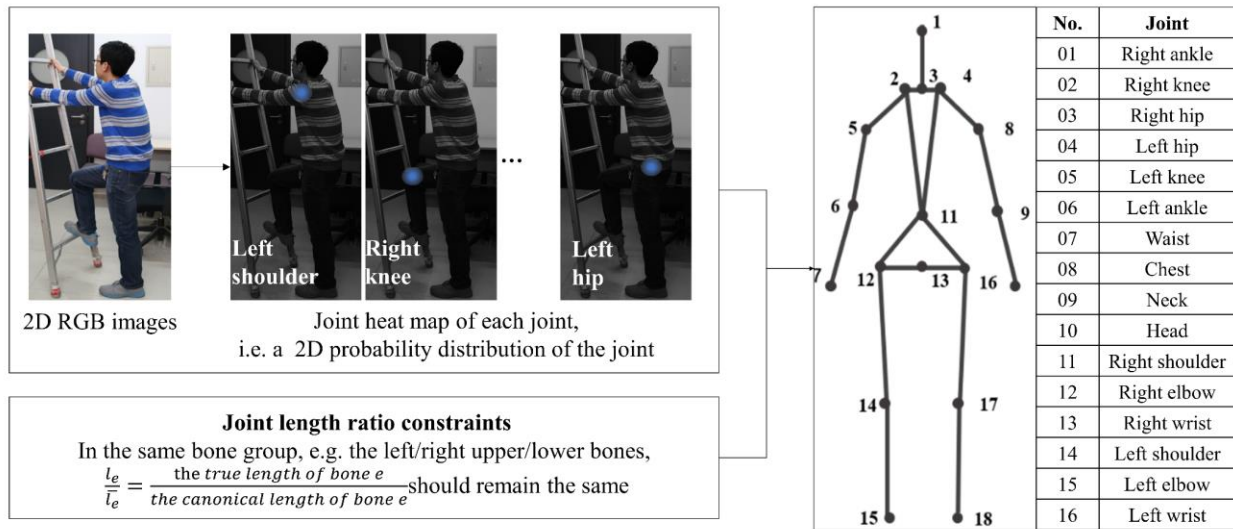 Left
shoulder
Right
knee
...
Left
hip
2D RGB images
Joint heat map of each joint,
i.e. a 2D probability distribution of the joint
Joint length ratio constraints
In the same bone group, e.g. the left/right upper/lower bones,
l_e / l̅_e = the true length of bone e / the canonical length of bone e should remain the same
1
2 3 4
5 8
6 9
11
7 12 13 16
14 17
15 18
No. Joint
01 Right ankle
02 Right knee
03 Right hip
04 Left hip
05 Left knee
06 Left ankle
07 Waist
08 Chest
09 Neck
10 Head
11 Right shoulder
12 Right elbow
13 Right wrist
14 Left shoulder
15 Left elbow
16 Left wrist